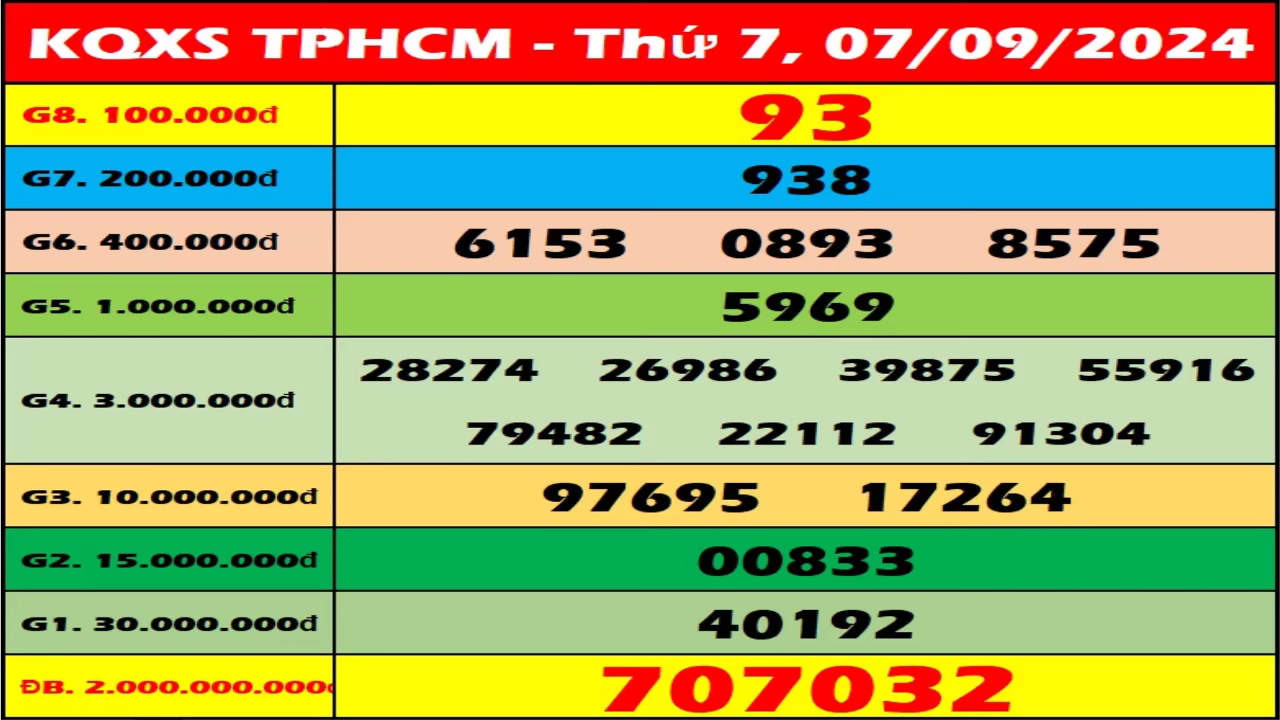 KQXS TPHCM - Thứ 7, 07/09/2024
G8. 100.000đ 93
G7. 200.000đ 938
G6. 400.000đ 6153 0893 8575
G5. 1.000.000đ 5969
28274 26986 39875 55916
G4. 3.000.000đ
79482 22112 91304
G3. 10.000.000đ 97695 17264
G2. 15.000.000đ 00833
G1. 30.000.000đ 40192
ĐB. 2.000.000.000đ 707032